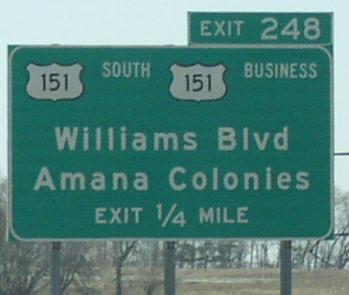 EXIT 248
151 SOUTH 151 BUSINESS
Williams Blvd
Amana Colonies
EXIT 1/4 MILE